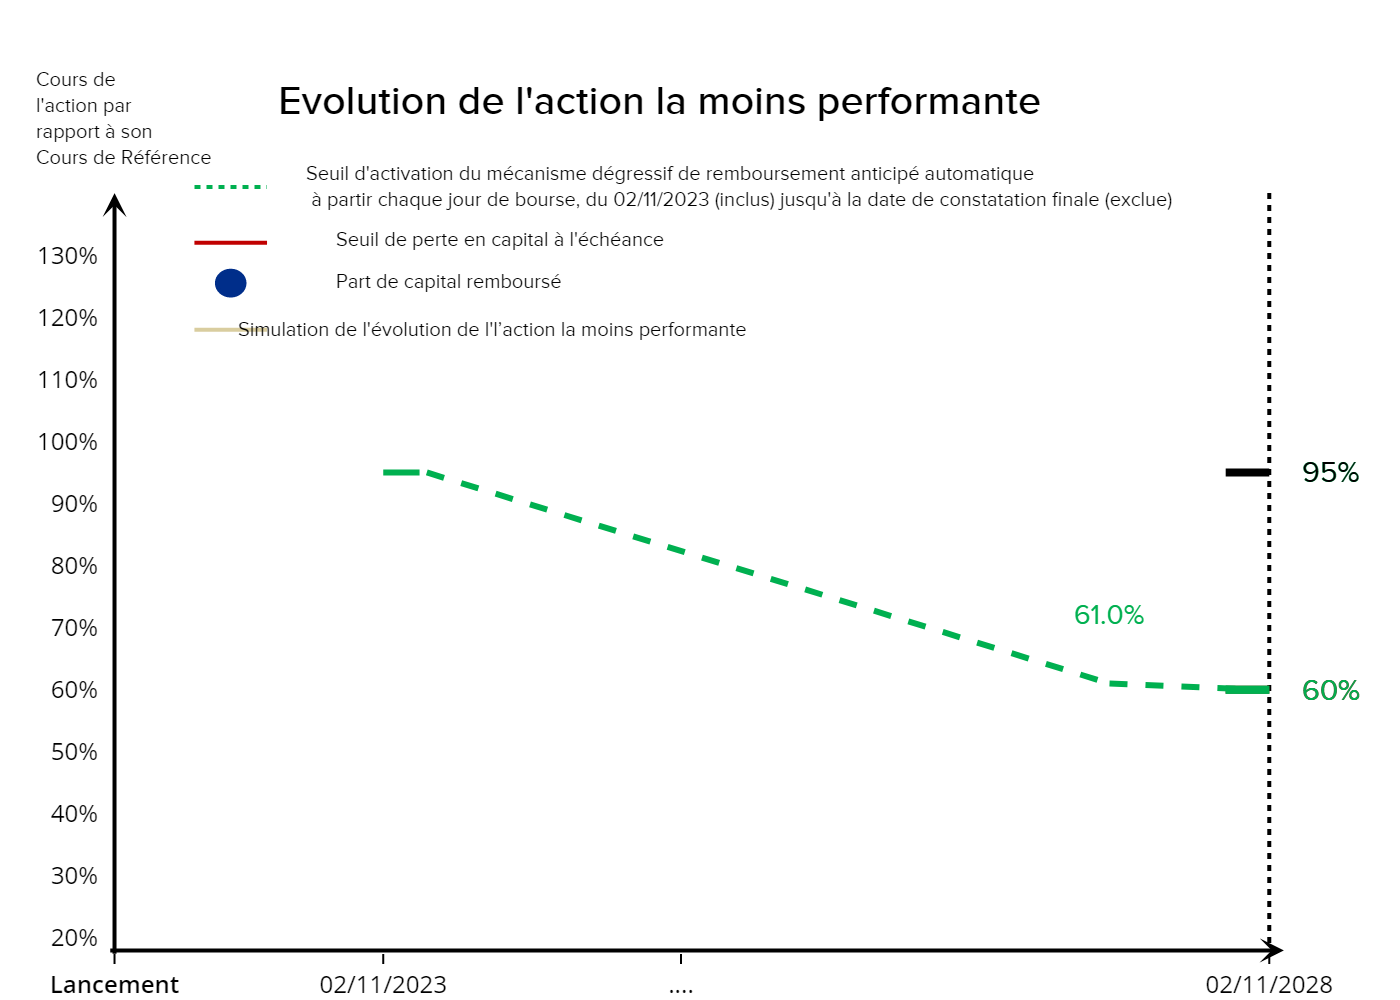 Cours de
l'action par
rapport à son
Cours de Référence
Evolution de l'action la moins performante
Seuil d'activation du mécanisme dégressif de remboursement anticipé automatique
à partir chaque jour de bourse, du 02/11/2023 (inclus) jusqu'à la date de constatation finale (exclue)
Seuil de perte en capital à l'échéance
Part de capital remboursé
Simulation de l'évolution de l'l’action la moins performante
130%
120%
110%
100%
90%
80%
70%
60%
50%
40%
30%
20%
95%
61.0%
60%
Lancement
02/11/2023
....
02/11/2028